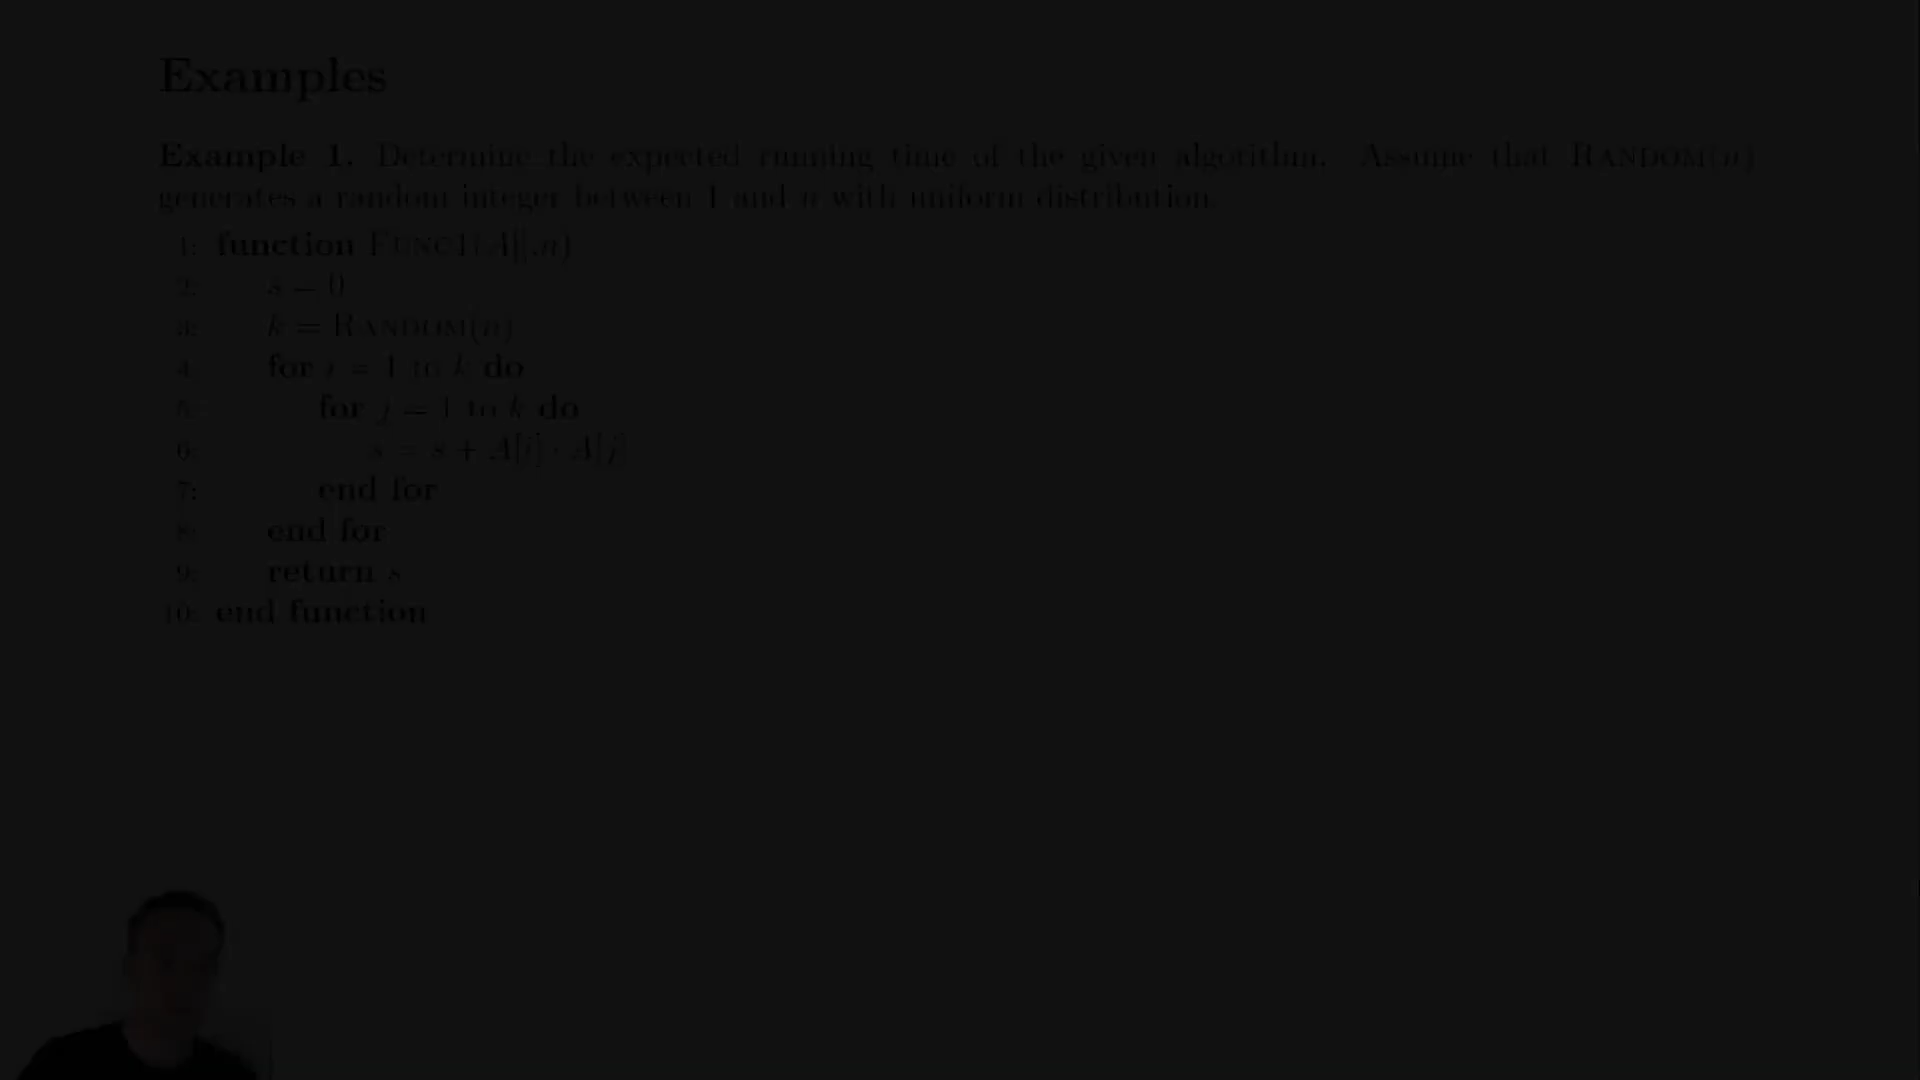 Examples
Example 1. Determine the expected running time of the given algorithm. Assume that RANDOM(n)
generates a random integer between 1 and n with uniform distribution.
1: function FUNC1(A[],n)
2: s = 0
3: k = RANDOM(n)
4: for i = 1 to k do
5: for j = 1 to k do
6: s = s + A[i] · A[j]
7: end for
8: end for
9: return s
10: end function